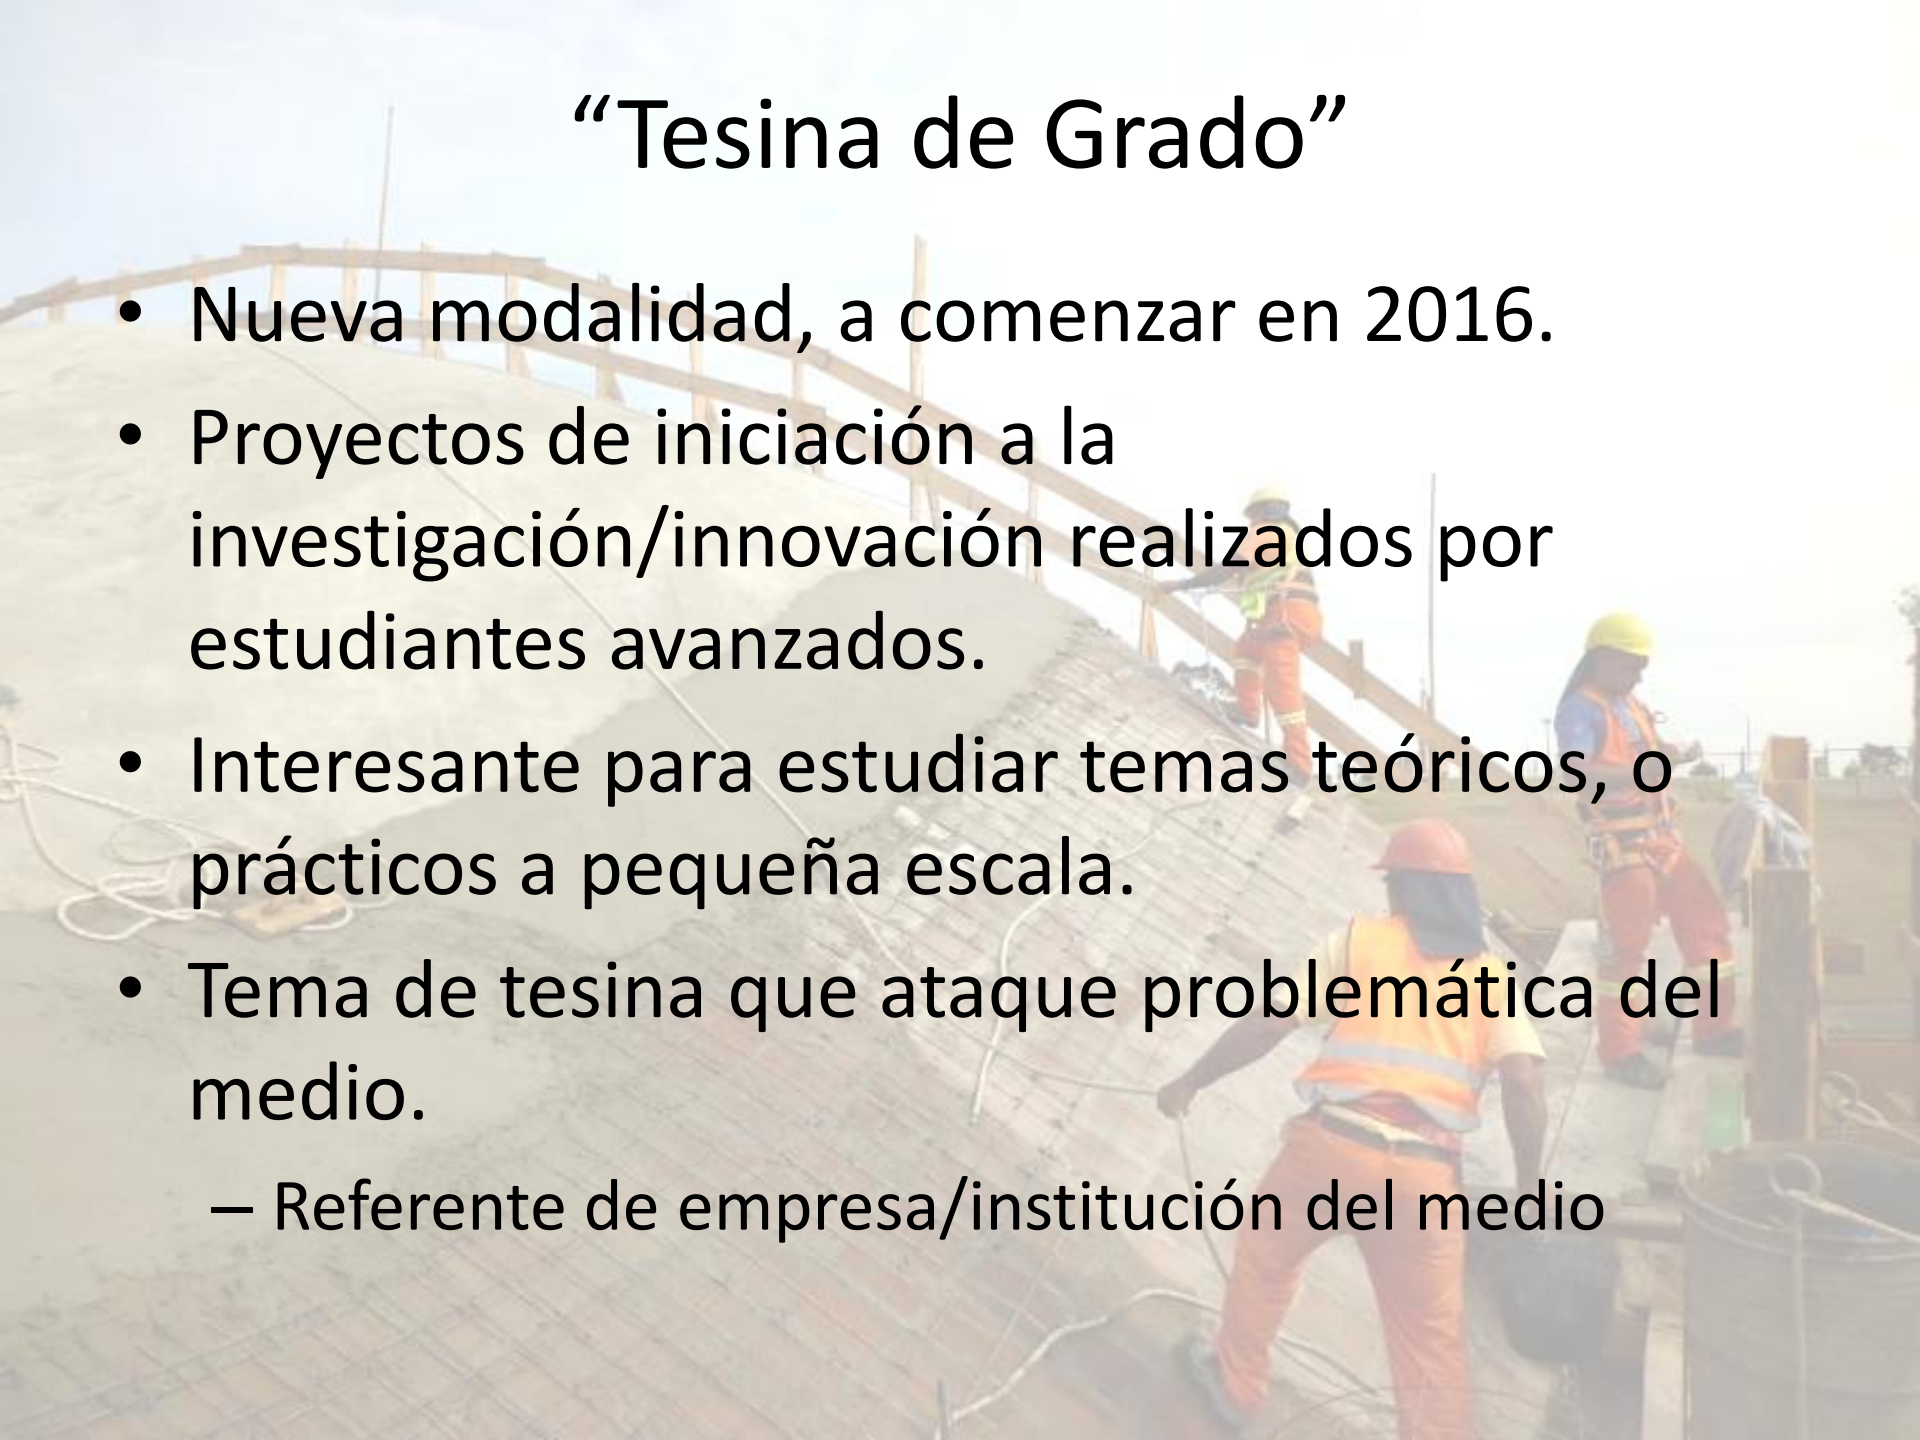 “Tesina de Grado”
• Nueva modalidad, a comenzar en 2016.
• Proyectos de iniciación a la
investigación/innovación realizados por
estudiantes avanzados.
• Interesante para estudiar temas teóricos, o
prácticos a pequeña escala.
• Tema de tesina que ataque problemática del
medio.
– Referente de empresa/institución del medio